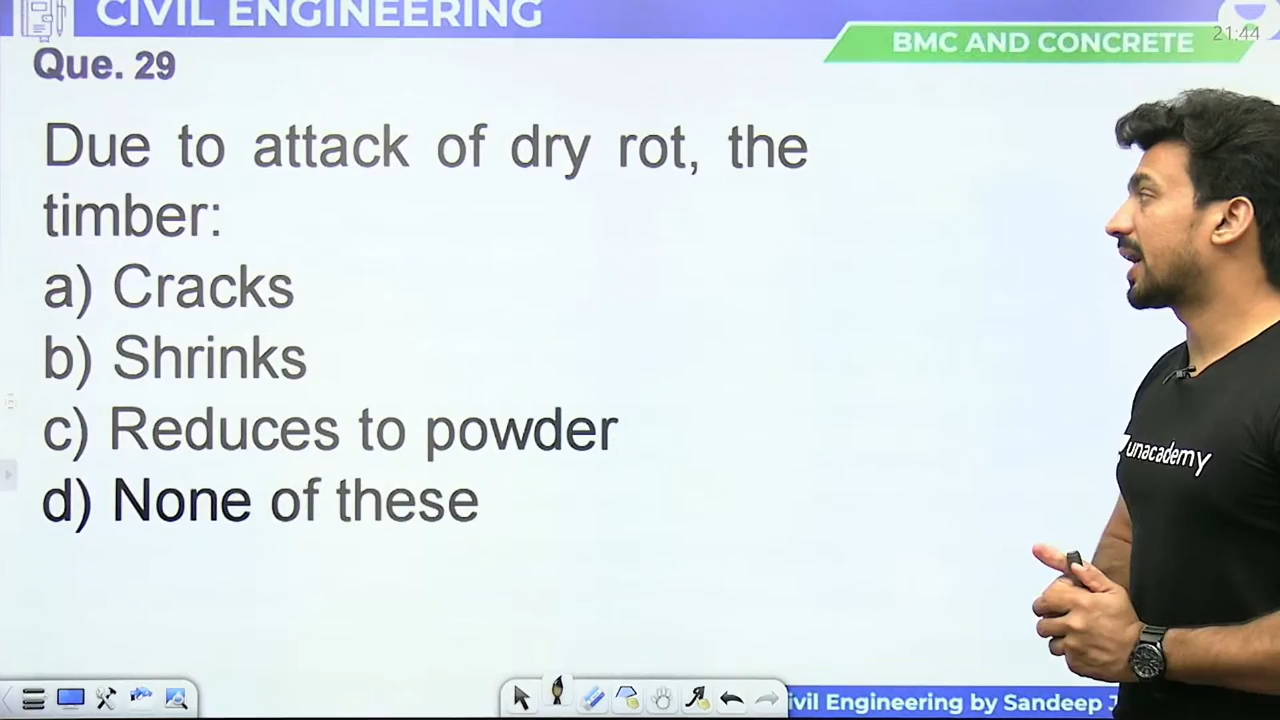 CIVIL ENGINEERING
BMC AND CONCRETE
21:44
Que. 29
Due to attack of dry rot, the
timber:
a) Cracks
b) Shrinks
c) Reduces to powder
d) None of these
unacademy
Engineering by Sandeep